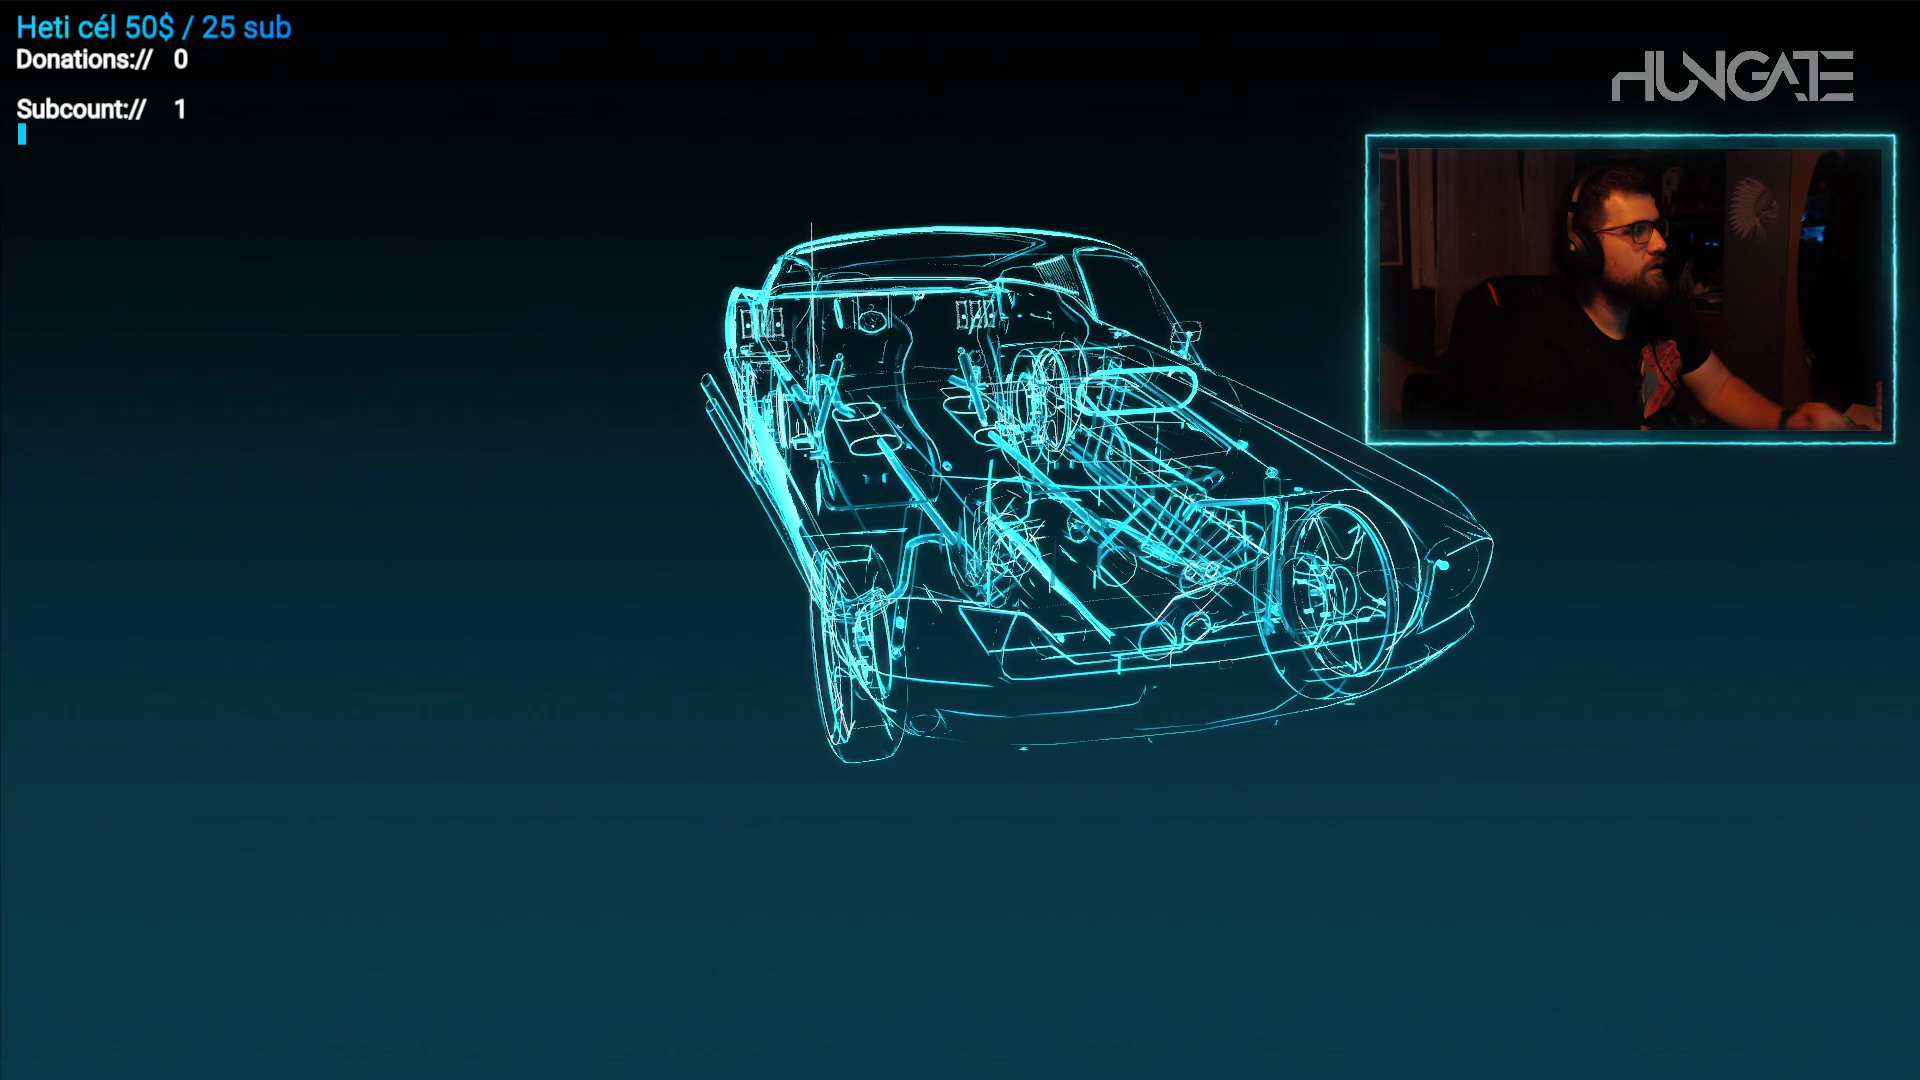 Heti cél 50$ / 25 sub
Donations:// 0
Subcount:// 1
HUNGATE